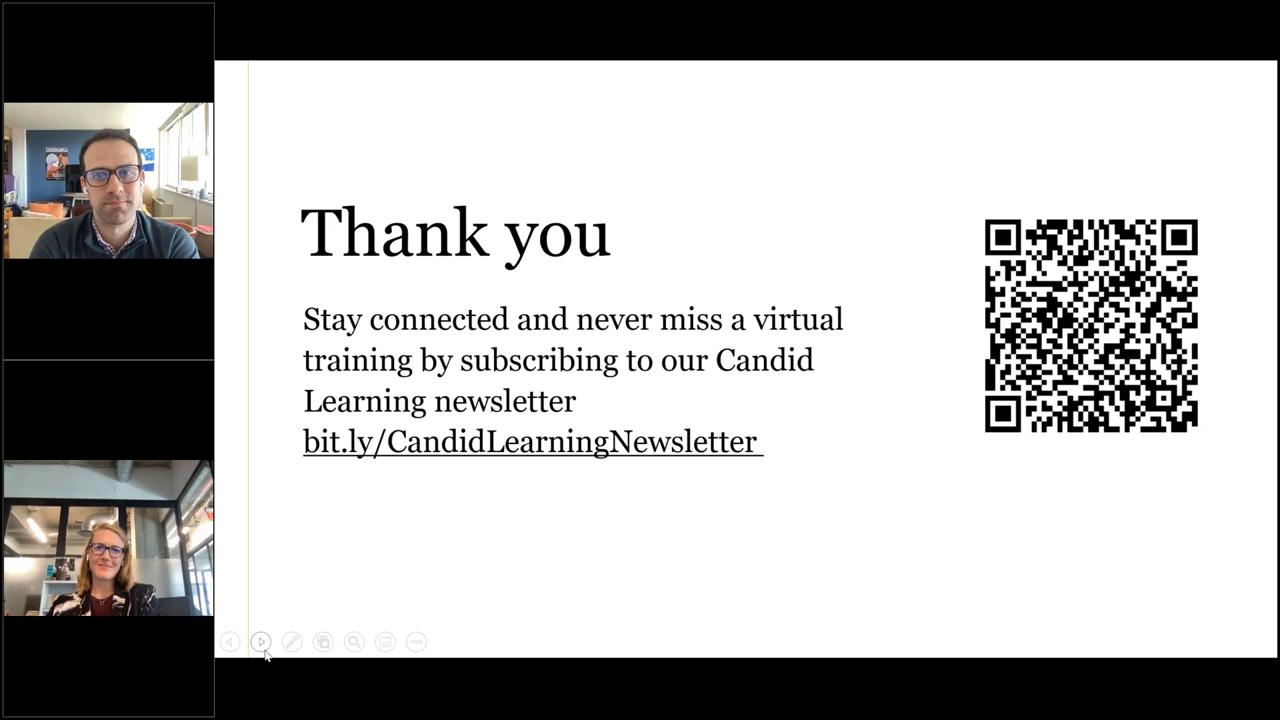 CASABLANCA
Thank you
Stay connected and never miss a virtual
training by subscribing to our Candid
Learning newsletter
bit.ly/CandidLearningNewsletter